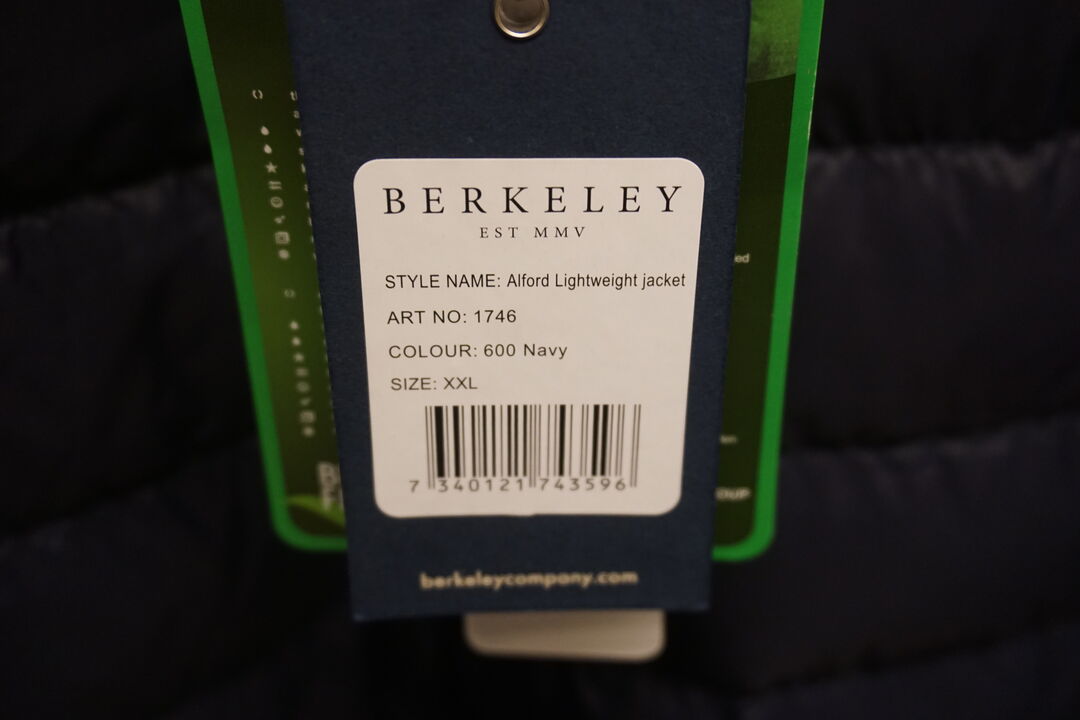 BERKELEY
EST MMV
STYLE NAME: Alford Lightweight jacket
ART NO: 1746
COLOUR: 600 Navy
SIZE: XXL
7 340121 743596
berkeleycompany.com